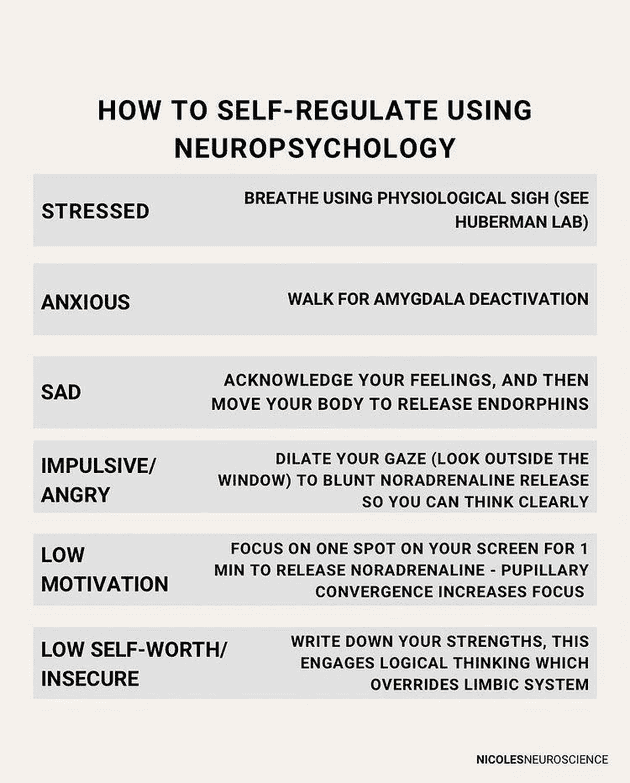 HOW TO SELF-REGULATE USING
NEUROPSYCHOLOGY
STRESSED
BREATHE USING PHYSIOLOGICAL SIGH (SEE
HUBERMAN LAB)
ANXIOUS
WALK FOR AMYGDALA DEACTIVATION
SAD
ACKNOWLEDGE YOUR FEELINGS, AND THEN
MOVE YOUR BODY TO RELEASE ENDORPHINS
IMPULSIVE/
ANGRY
DILATE YOUR GAZE (LOOK OUTSIDE THE
WINDOW) TO BLUNT NORADRENALINE RELEASE
SO YOU CAN THINK CLEARLY
LOW
MOTIVATION
FOCUS ON ONE SPOT ON YOUR SCREEN FOR 1
MIN TO RELEASE NORADRENALINE - PUPILLARY
CONVERGENCE INCREASES FOCUS
LOW SELF-WORTH/
INSECURE
WRITE DOWN YOUR STRENGTHS, THIS
ENGAGES LOGICAL THINKING WHICH
OVERRIDES LIMBIC SYSTEM
NICOLESNEUROSCIENCE